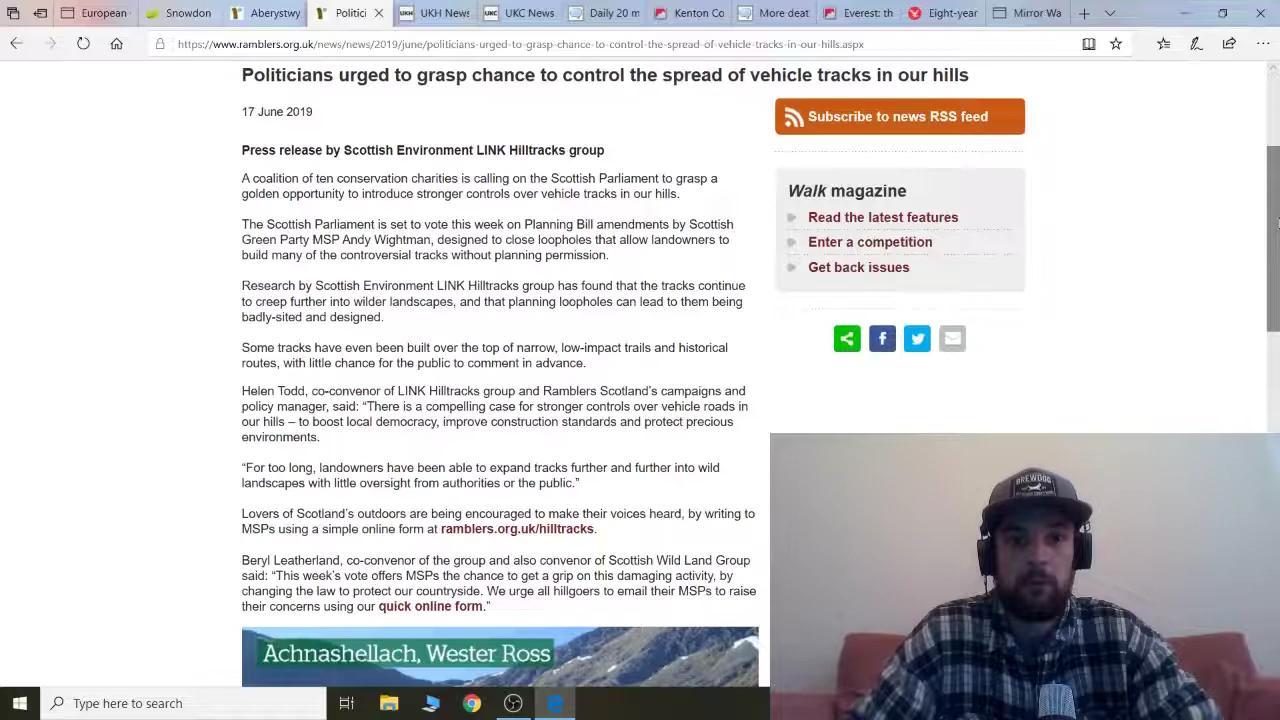 European
Snowdon
Politici
UKH News
UKC News
Daily 20 m
Kenton Co
More deat
Everest: h
Eight-year
Mirror Wa
https://www.ramblers.org.uk/news/news/2019/june/politicians-urged-to-grasp-chance-to-control-the-spread-of-vehicle-tracks-in-our-hills.aspx
Politicians urged to grasp chance to control the spread of vehicle tracks in our hills
17 June 2019
Press release by Scottish Environment LINK Hilltracks group
A coalition of ten conservation charities is calling on the Scottish Parliament to grasp a
golden opportunity to introduce stronger controls over vehicle tracks in our hills.
The Scottish Parliament is set to vote this week on Planning Bill amendments by Scottish
Green Party MSP Andy Wightman, designed to close loopholes that allow landowners to
build many of the controversial tracks without planning permission.
Research by Scottish Environment LINK Hilltracks group has found that the tracks continue
to creep further into wilder landscapes, and that planning loopholes can lead to them being
badly-sited and designed.
Some tracks have even been built over the top of narrow, low-impact trails and historical
routes, with little chance for the public to comment in advance.
Helen Todd, co-convenor of LINK Hilltracks group and Ramblers Scotland's campaigns and
policy manager, said: “There is a compelling case for stronger controls over vehicle roads in
our hills – to boost local democracy, improve construction standards and protect precious
environments.
“For too long, landowners have been able to expand tracks further and further into wild
landscapes with little oversight from authorities or the public.”
Lovers of Scotland's outdoors are being encouraged to make their voices heard, by writing to
MSPs using a simple online form at ramblers.org.uk/hilltracks.
Beryl Leatherland, co-convenor of the group and also convenor of Scottish Wild Land Group
said: “This week's vote offers MSPs the chance to get a grip on this damaging activity, by
changing the law to protect our countryside. We urge all hillgoers to email their MSPs to raise
their concerns using our quick online form.”
Achnashellach, Wester Ross
Subscribe to news RSS feed
Walk magazine
Read the latest features
Enter a competition
Get back issues
BREWDOG
Type here to search